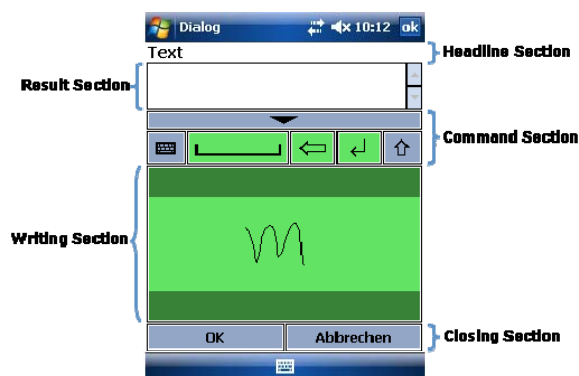 Dialog 10:12 ok
Text
Headline Section
Result Section
Command Section
Writing Section
OK Abbrechen
Closing Section